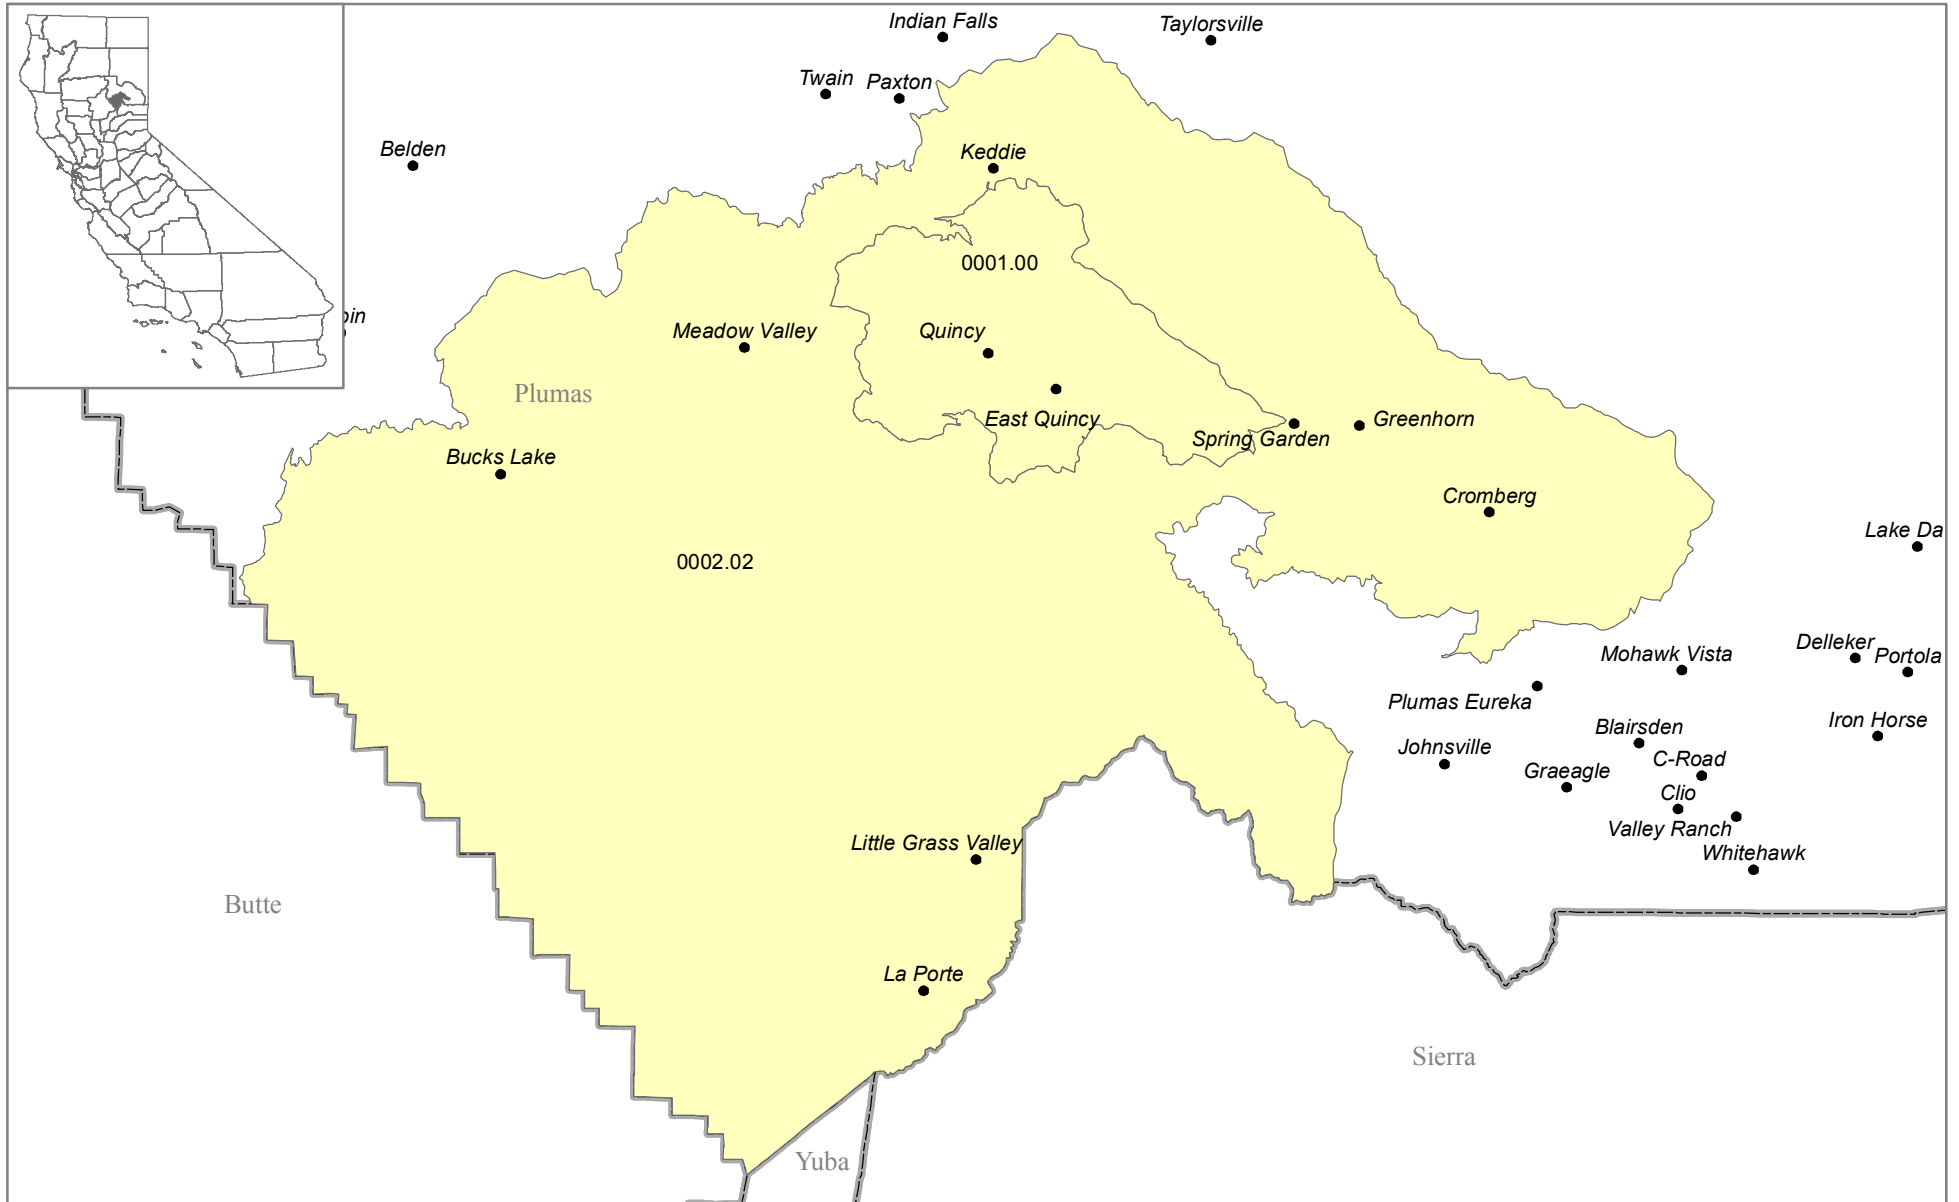 Indian Falls
Taylorsville
Twain
Paxton
Belden
Keddie
0001.00
Meadow Valley
Quincy
Plumas
East Quincy
Spring Garden
Greenhorn
Bucks Lake
Cromberg
Lake Da
0002.02
Delleker
Portola
Mohawk Vista
Plumas Eureka
Iron Horse
Blairsden
Johnsville
C-Road
Graeagle
Clio
Valley Ranch
Little Grass Valley
Whitehawk
Butte
La Porte
Sierra
Yuba